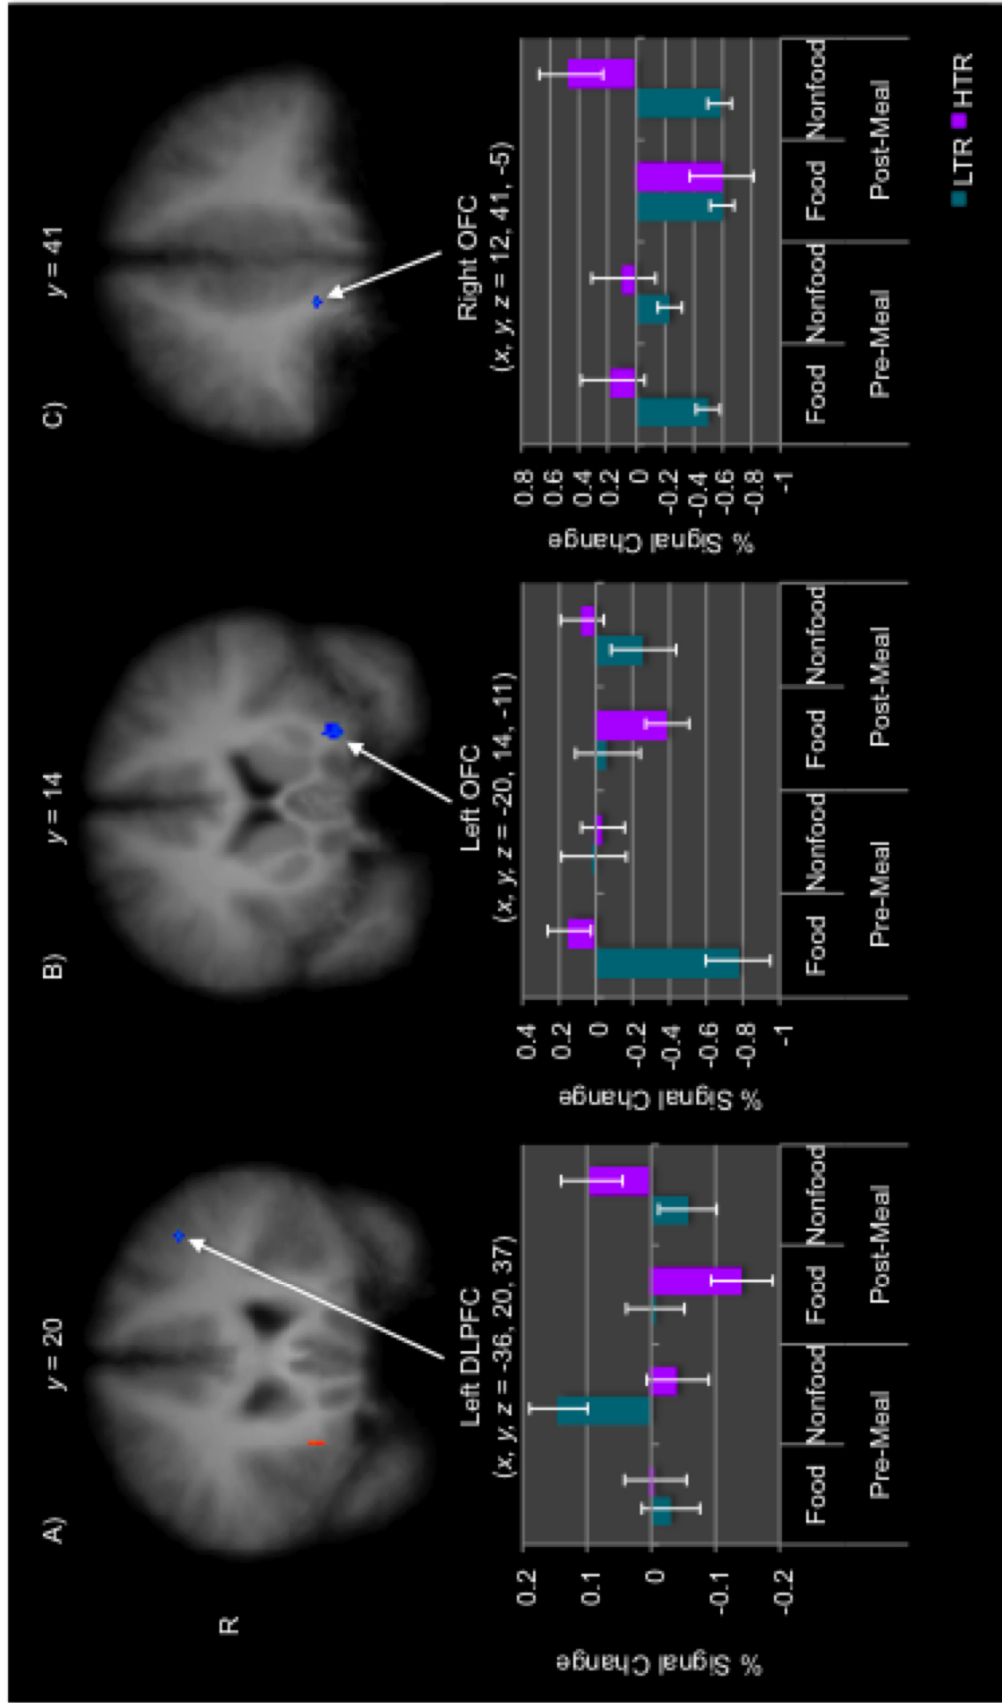 A)
y = 20
R
Left DLPFC
(x, y, z = -36, 20, 37)
% Signal Change
0.2
0.1
0
-0.1
-0.2
Food Nonfood Food Nonfood
Pre-Meal Post-Meal
B)
y = 14
Left OFC
(x, y, z = -20, 14, -11)
% Signal Change
0.4
0.2
0
-0.2
-0.4
-0.6
-0.8
-1
Food Nonfood Food Nonfood
Pre-Meal Post-Meal
C)
y = 41
Right OFC
(x, y, z = 12, 41, -5)
% Signal Change
0.8
0.6
0.4
0.2
0
-0.2
-0.4
-0.6
-0.8
-1
Food Nonfood Food Nonfood
Pre-Meal Post-Meal
LTR HTR